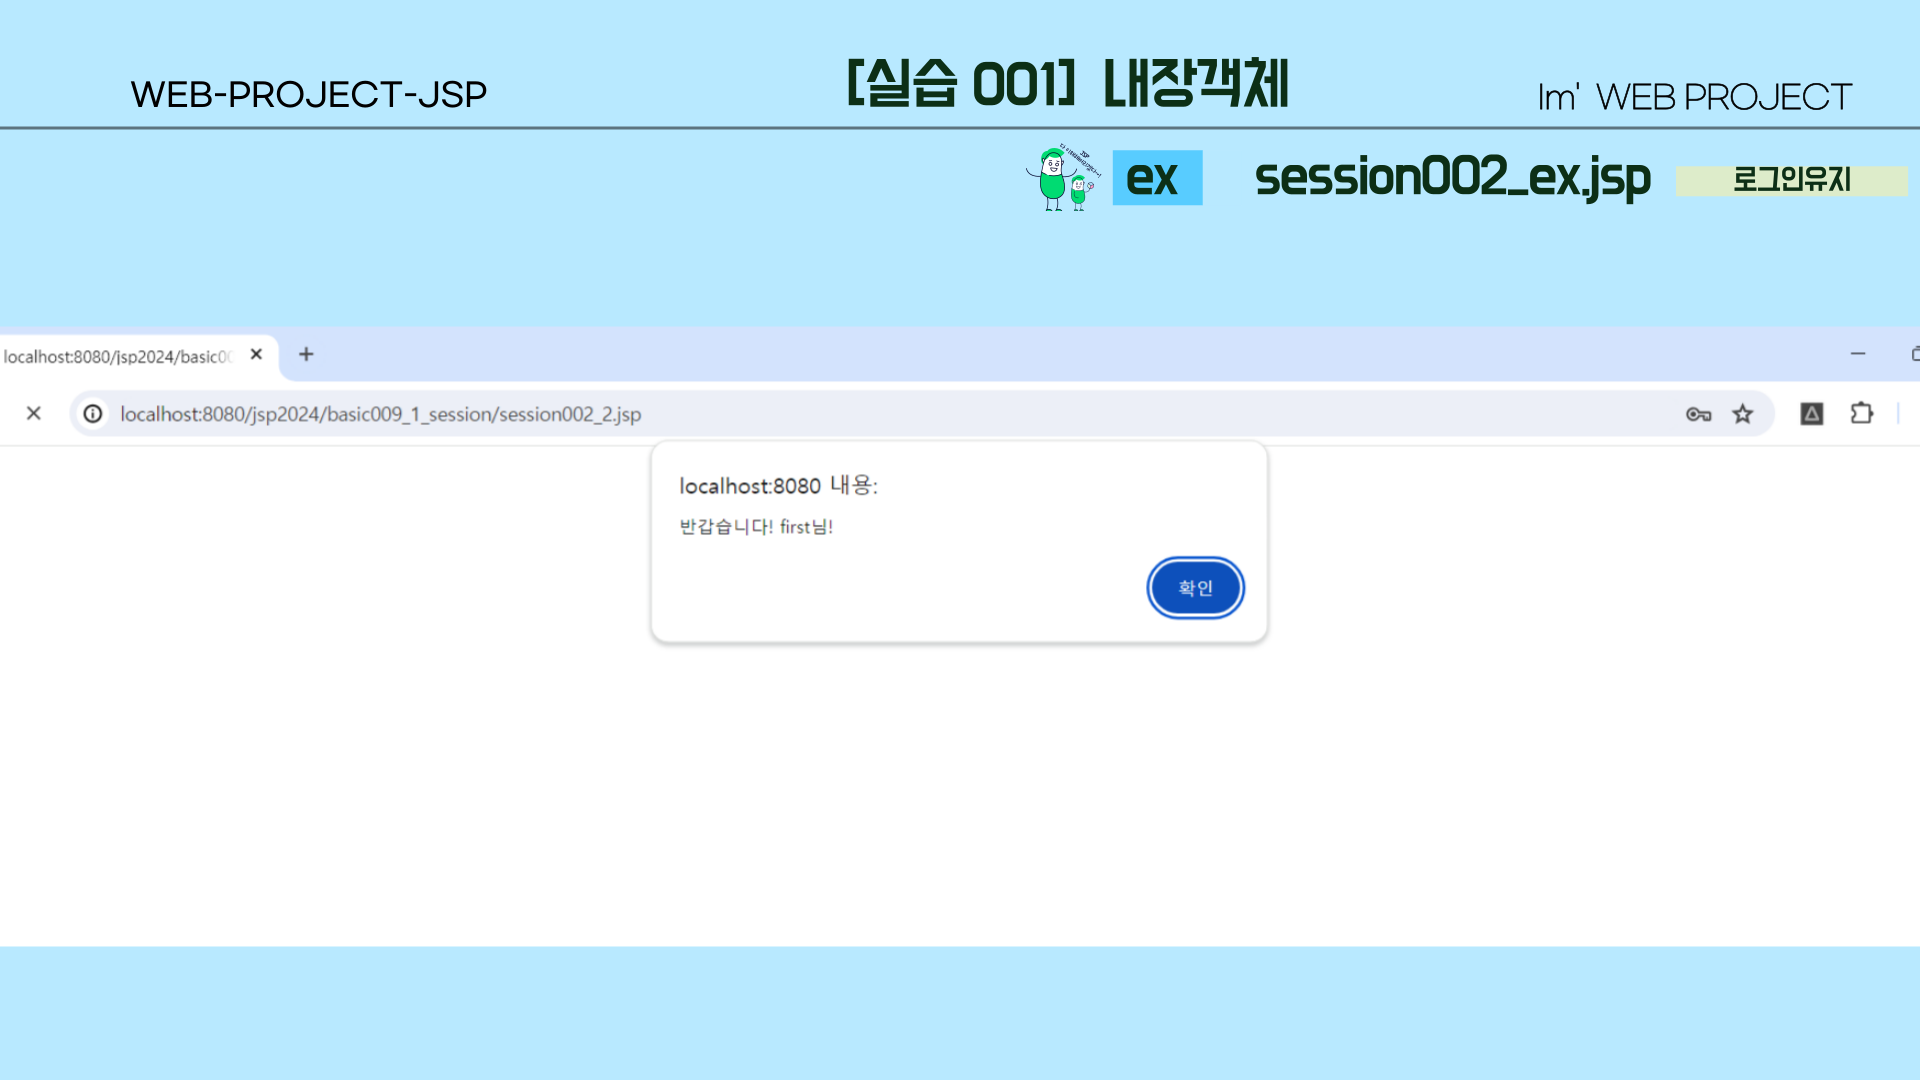 WEB-PROJECT-JSP
[실습 001] 내장객체
Im' WEB PROJECT
JSP
ex
session002_ex.jsp
로그인유지
localhost:8080/jsp2024/basic00
localhost:8080/jsp2024/basic009_1_session/session002_2.jsp
localhost:8080 내용:
반갑습니다! first님!
확인